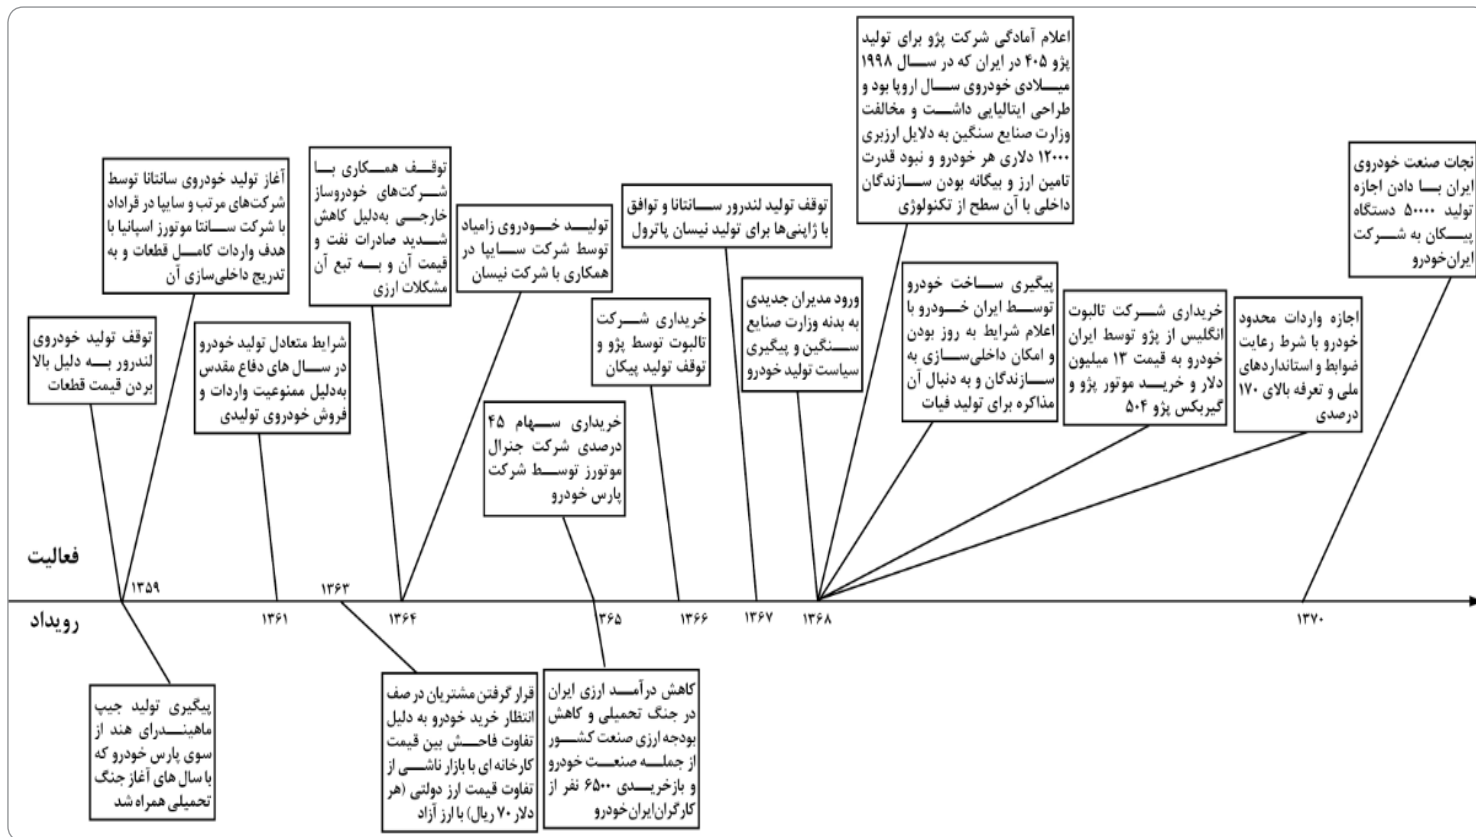 اعلام آمادگی شرکت پژو برای تولید
پژو ۴۰۵ در ایران که در سال ۱۹۹۸
میلادی خودروی سال اروپا بود و
طراحی ایتالیایی داشت و مخالفت
وزارت صنایع سنگین به دلایل ارزبری
۱۲۰۰۰ دلاری هر خودرو و نبود قدرت
تامین ارز و بیگانه بودن سازندگان
داخلی با آن سطح از تکنولوژی
نجات صنعت خودروی
ایران با دادن اجازه
تولید ۵۰۰۰۰ دستگاه
پیکان به شرکت
ایران‌خودرو
توقف همکاری با
شرکت‌های خودروساز
خارجی به‌دلیل کاهش
شدید صادرات نفت و
قیمت آن و به تبع آن
مشکلات ارزی
آغاز تولید خودروی سانتانا توسط
شرکت‌های مرتب و سایپا در قراداد
با شرکت سانتا موتورز اسپانیا با
هدف واردات کامل قطعات و به
تدریج داخلی‌سازی آن
توقف تولید لندرور سانتانا و توافق
با ژاپنی‌ها برای تولید نیسان پاترول
تولید خودروی زامیاد
توسط شرکت سایپا در
همکاری با شرکت نیسان
پیگیری ساخت خودرو
توسط ایران خودرو با
اعلام شرایط به روز بودن
و امکان داخلی‌سازی به
سازندگان و به دنبال آن
مذاکره برای تولید فیات
ورود مدیران جدیدی
به بدنه وزارت صنایع
سنگین و پیگیری
سیاست تولید خودرو
خریداری شرکت تالبوت
انگلیس از پژو توسط ایران
خودرو به قیمت ۱۳ میلیون
دلار و خرید موتور پژو و
گیربکس پژو ۵۰۴
اجازه واردات محدود
خودرو با شرط رعایت
ضوابط و استانداردهای
ملی و تعرفه بالای ۱۷۰
درصدی
خریداری شرکت
تالبوت توسط پژو و
توقف تولید پیکان
توقف تولید خودروی
لندرور به دلیل بالا
بردن قیمت قطعات
شرایط متعادل تولید خودرو
در سال های دفاع مقدس
به‌دلیل ممنوعیت واردات و
فروش خودروی تولیدی
خریداری سهام ۴۵
درصدی شرکت جنرال
موتورز توسط شرکت
پارس خودرو
فعالیت
۱۳۵۹
۱۳۶۳
رویداد
۱۳۶۱
۱۳۶۴
۱۳۶۵
۱۳۶۶
۱۳۶۷
۱۳۶۸
۱۳۷۰
پیگیری تولید جیپ
ماهیندرای هند از
سوی پارس خودرو که
با سال های آغاز جنگ
تحمیلی همراه شد
قرار گرفتن مشتریان در صف
انتظار خرید خودرو به دلیل
تفاوت فاحش بین قیمت
کارخانه ای با بازار ناشی از
تفاوت قیمت ارز دولتی (هر
دلار ۷۰ ریال) با ارز آزاد
کاهش درآمد ارزی ایران
در جنگ تحمیلی و کاهش
بودجه ارزی صنعت کشور
از جمله صنعت خودرو
و بازخریدی ۶۵۰۰ نفر از
کارگران ایران‌خودرو